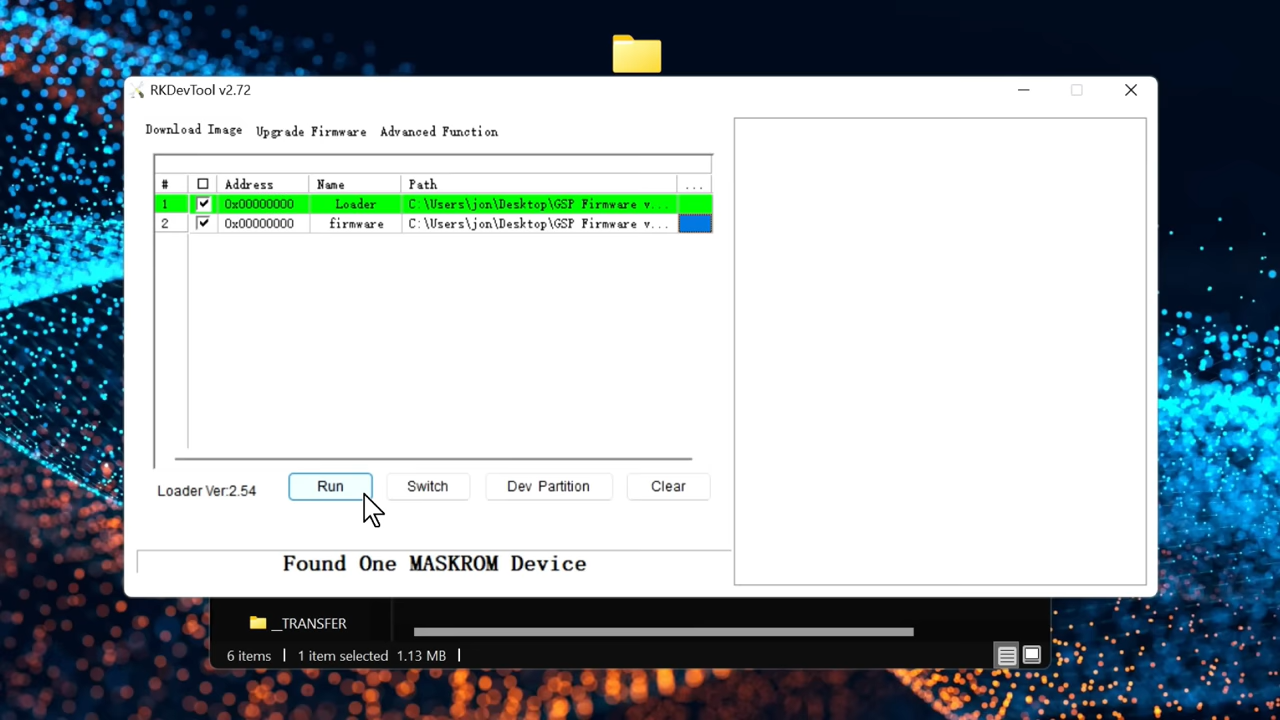 RKDevTool v2.72
Download Image Upgrade Firmware Advanced Function
# Address Name Path ...
1 0x00000000 Loader C:\Users\jon\Desktop\GSP Firmware v...
2 0x00000000 firmware C:\Users\jon\Desktop\GSP Firmware v...
Loader Ver:2.54 Run Switch Dev Partition Clear
Found One MASKROM Device
__TRANSFER
6 items 1 item selected 1.13 MB